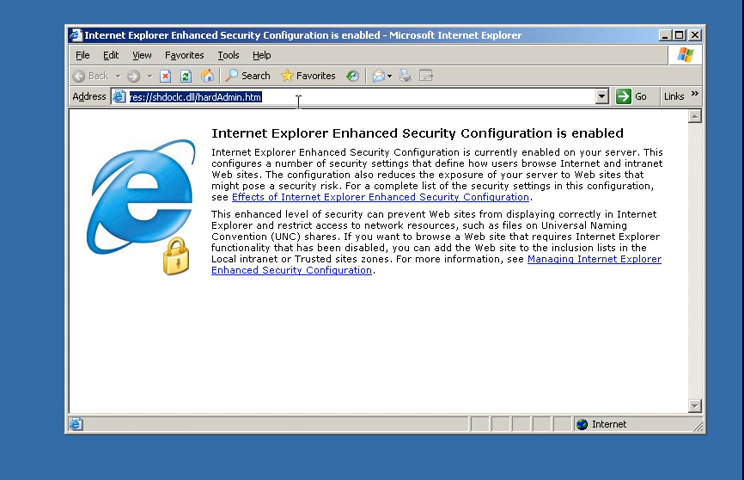 Internet Explorer Enhanced Security Configuration is enabled - Microsoft Internet Explorer
File Edit View Favorites Tools Help
Back Search Favorites
Address res://shdoclc.dll/hardAdmin.htm Go Links »
Internet Explorer Enhanced Security Configuration is enabled
Internet Explorer Enhanced Security Configuration is currently enabled on your server. This
configures a number of security settings that define how users browse Internet and intranet
Web sites. The configuration also reduces the exposure of your server to Web sites that
might pose a security risk. For a complete list of the security settings in this configuration,
see Effects of Internet Explorer Enhanced Security Configuration.
This enhanced level of security can prevent Web sites from displaying correctly in Internet
Explorer and restrict access to network resources, such as files on Universal Naming
Convention (UNC) shares. If you want to browse a Web site that requires Internet Explorer
functionality that has been disabled, you can add the Web site to the inclusion lists in the
Local intranet or Trusted sites zones. For more information, see Managing Internet Explorer
Enhanced Security Configuration.
Internet